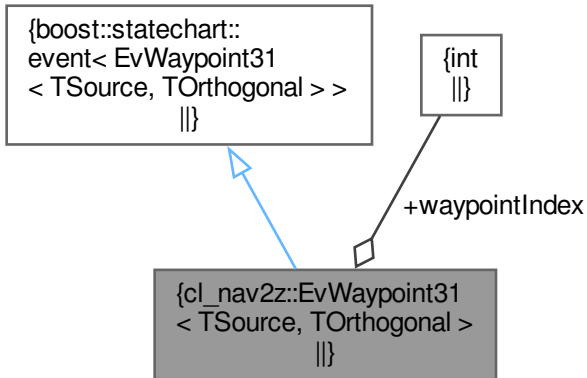 {boost::statechart::
event< EvWaypoint31
< TSource, TOrthogonal > >
||}
{int
||}
+waypointIndex
{cl_nav2z::EvWaypoint31
< TSource, TOrthogonal >
||}